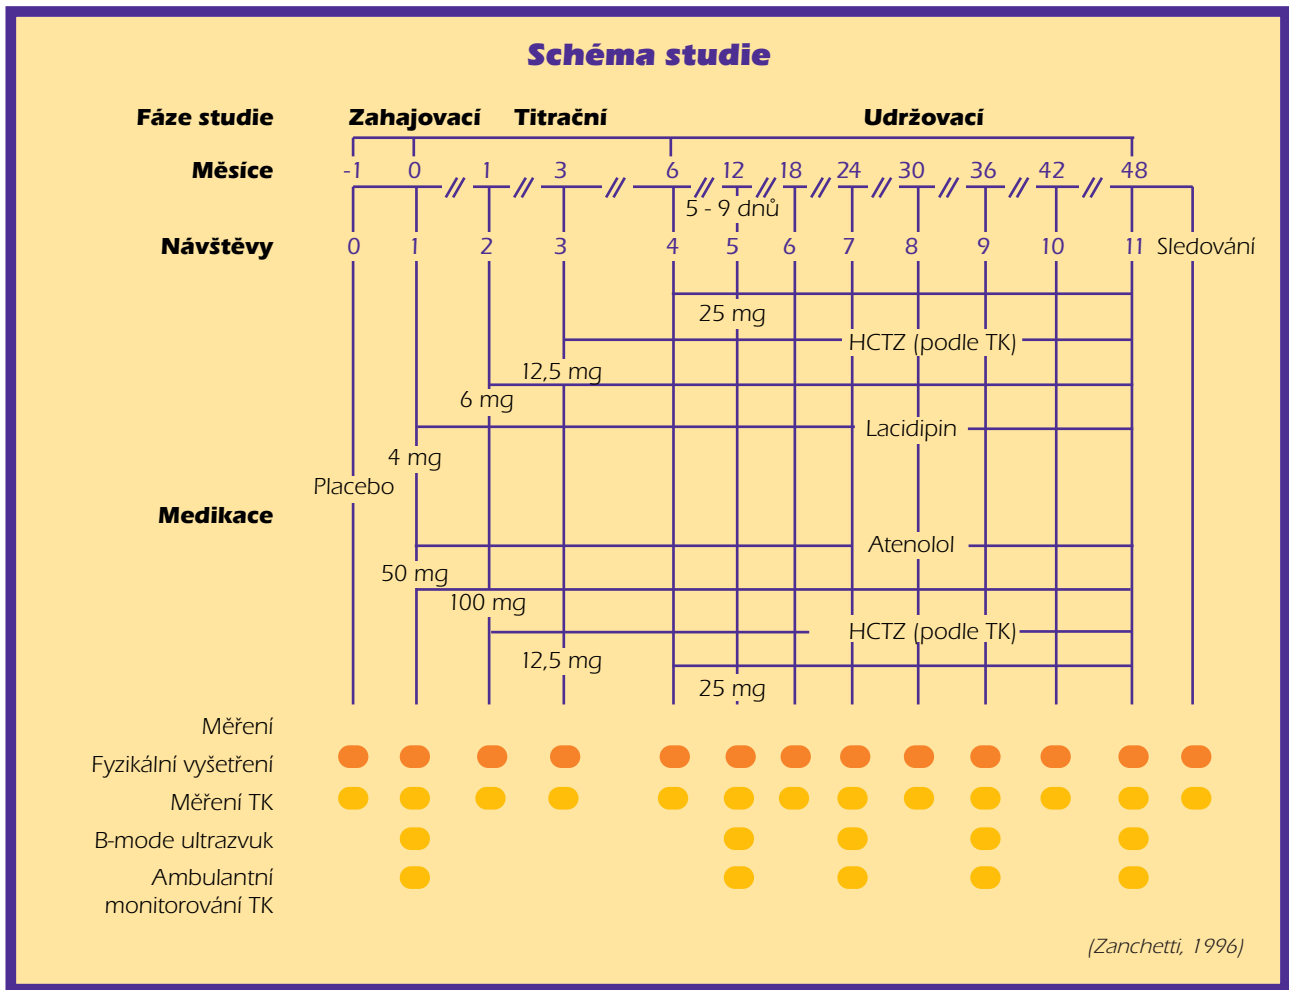 Schéma studie
Fáze studie Zahajovací Titrační Udržovací
Měsíce -1 0 1 3 6 12 18 24 30 36 42 48
5 - 9 dnů
Návštěvy 0 1 2 3 4 5 6 7 8 9 10 11 Sledování
25 mg
HCTZ (podle TK)
12,5 mg
6 mg
Lacidipin
4 mg
Placebo
Medikace
Atenolol
50 mg
100 mg
HCTZ (podle TK)
12,5 mg
25 mg
Měření
Fyzikální vyšetření
Měření TK
B-mode ultrazvuk
Ambulantní
monitorování TK
(Zanchetti, 1996)